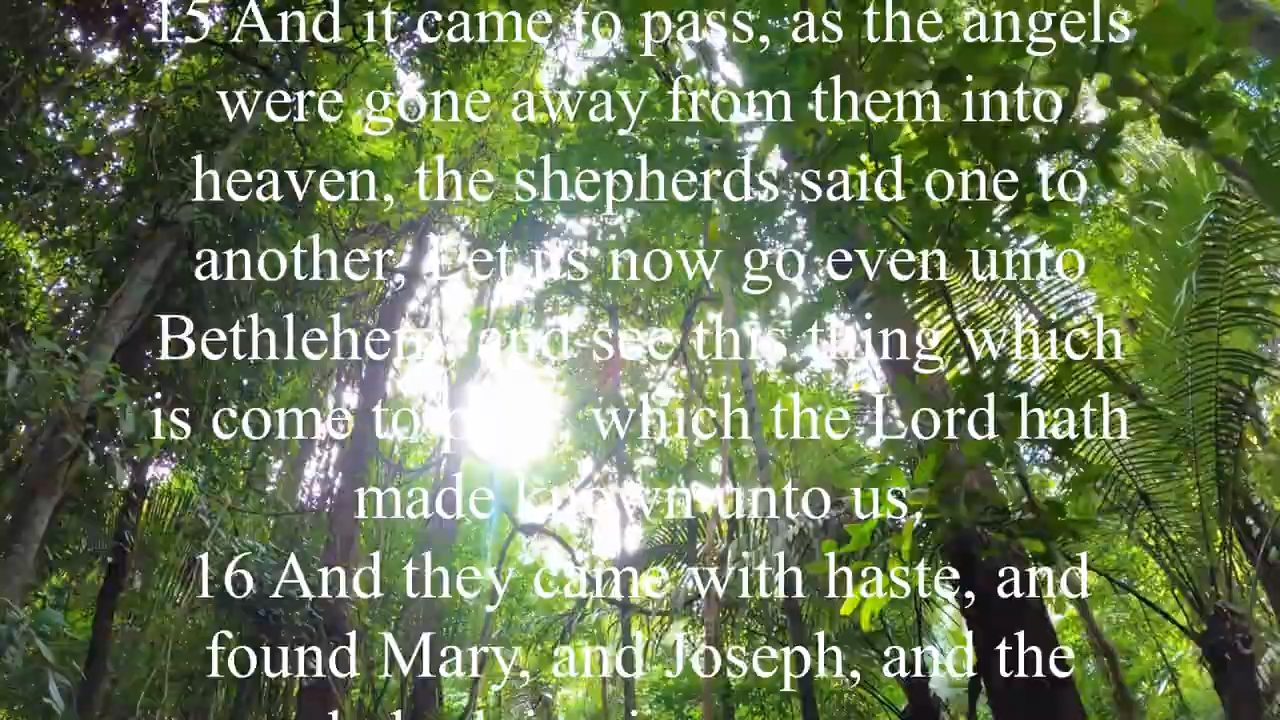 15 And it came to pass, as the angels
were gone away from them into
heaven, the shepherds said one to
another, Let us now go even unto
Bethlehem, and see this thing which
is come to which the Lord hath
made known unto us.
16 And they came with haste, and
found Mary, and Joseph, and the